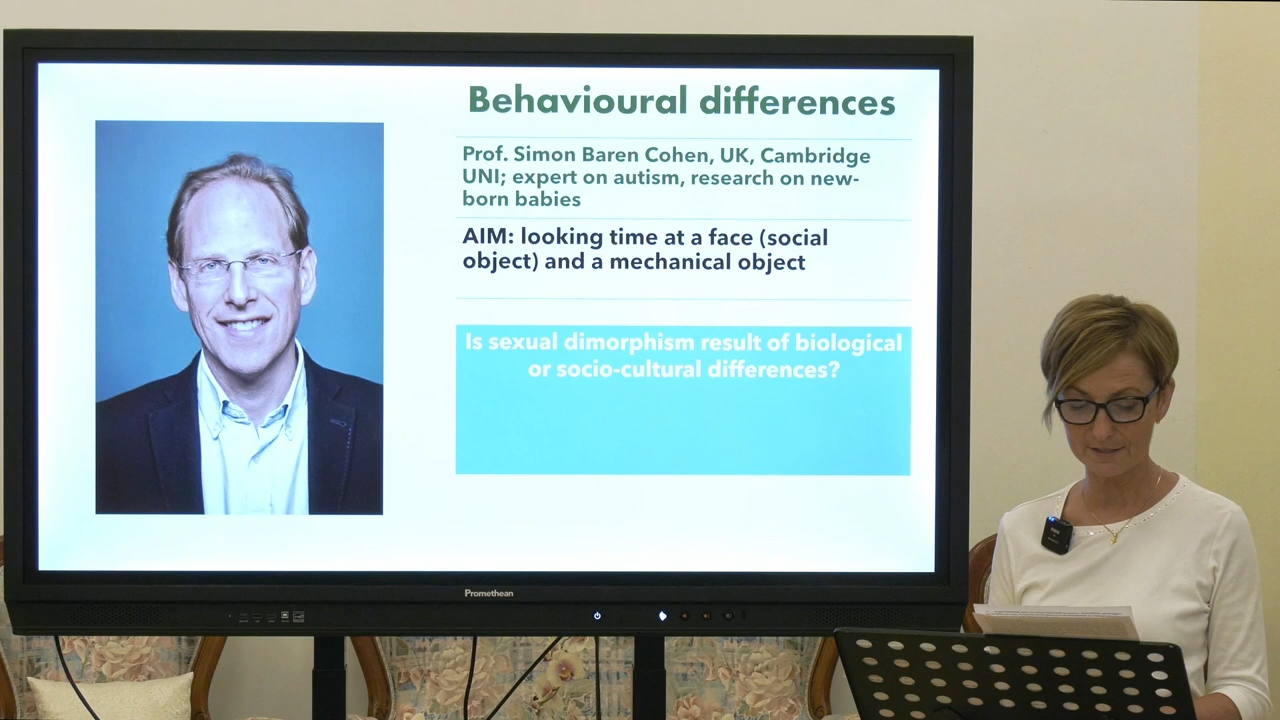 Behavioural differences
Prof. Simon Baren Cohen, UK, Cambridge
UNI; expert on autism, research on new-
born babies
AIM: looking time at a face (social
object) and a mechanical object
Is sexual dimorphism result of biological
or socio-cultural differences?
Promethean